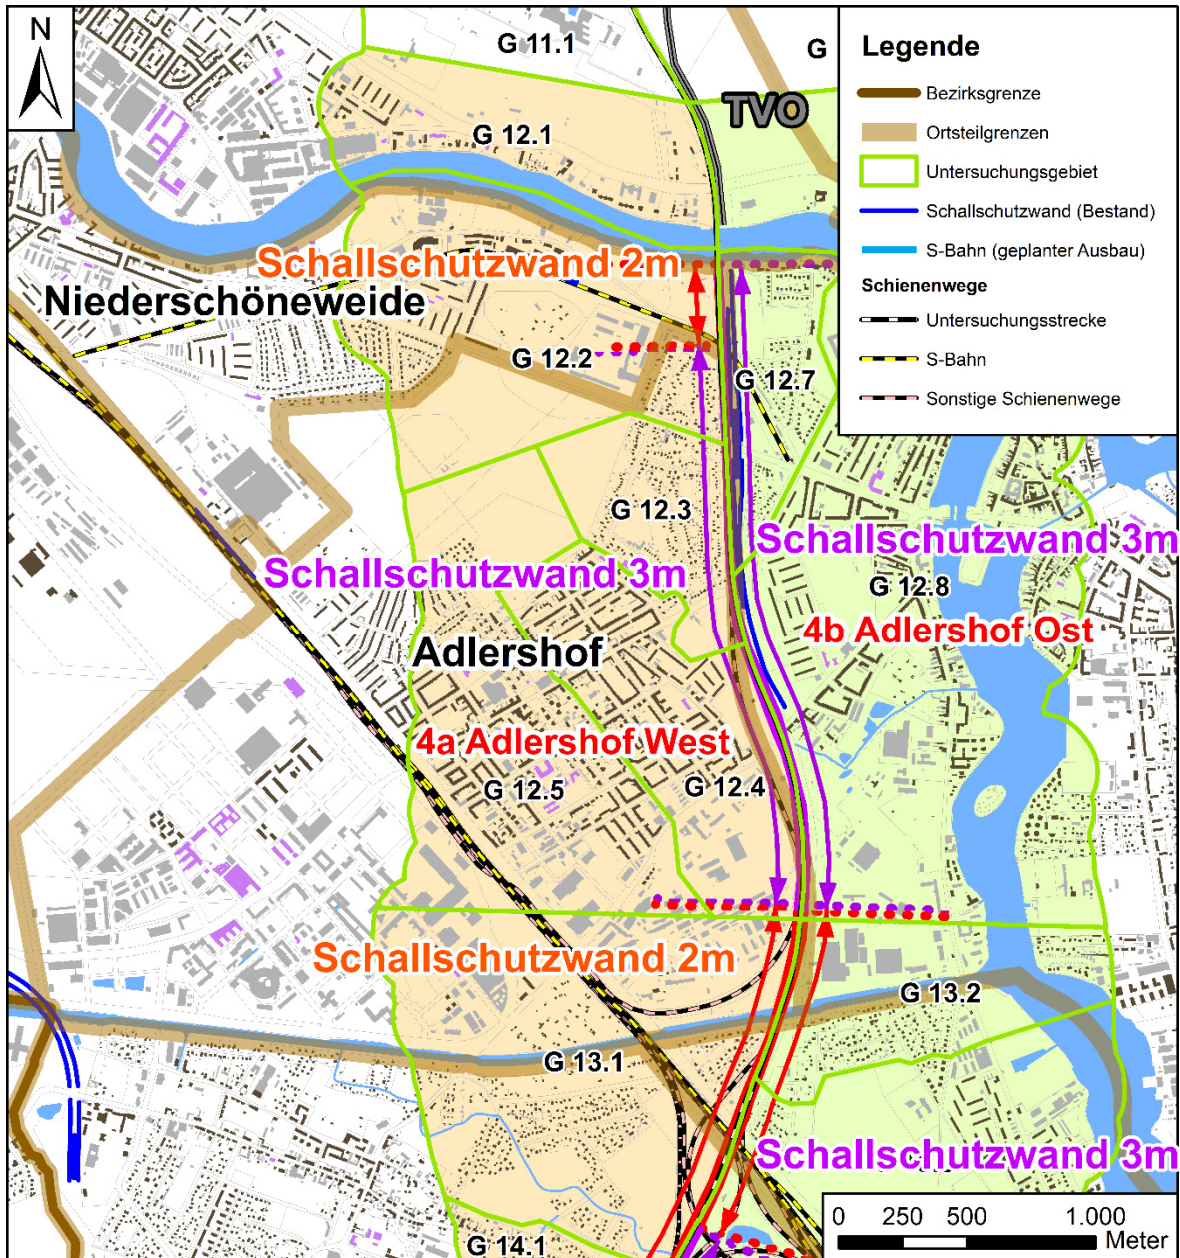 N
G 11.1
G
TVO
G 12.1
Schallschutzwand 2m
Niederschöneweide
G 12.2
G 12.7
G 12.3
Schallschutzwand 3m
Schallschutzwand 3m
G 12.8
4b Adlershof Ost
Adlershof
4a Adlershof West
G 12.5
G 12.4
Schallschutzwand 2m
G 13.2
G 13.1
Schallschutzwand 3m
G 14.1
Legende
Bezirksgrenze
Ortsteilgrenzen
Untersuchungsgebiet
Schallschutzwand (Bestand)
S-Bahn (geplanter Ausbau)
Schienenwege
Untersuchungsstrecke
S-Bahn
Sonstige Schienenwege
0 250 500 1.000
Meter